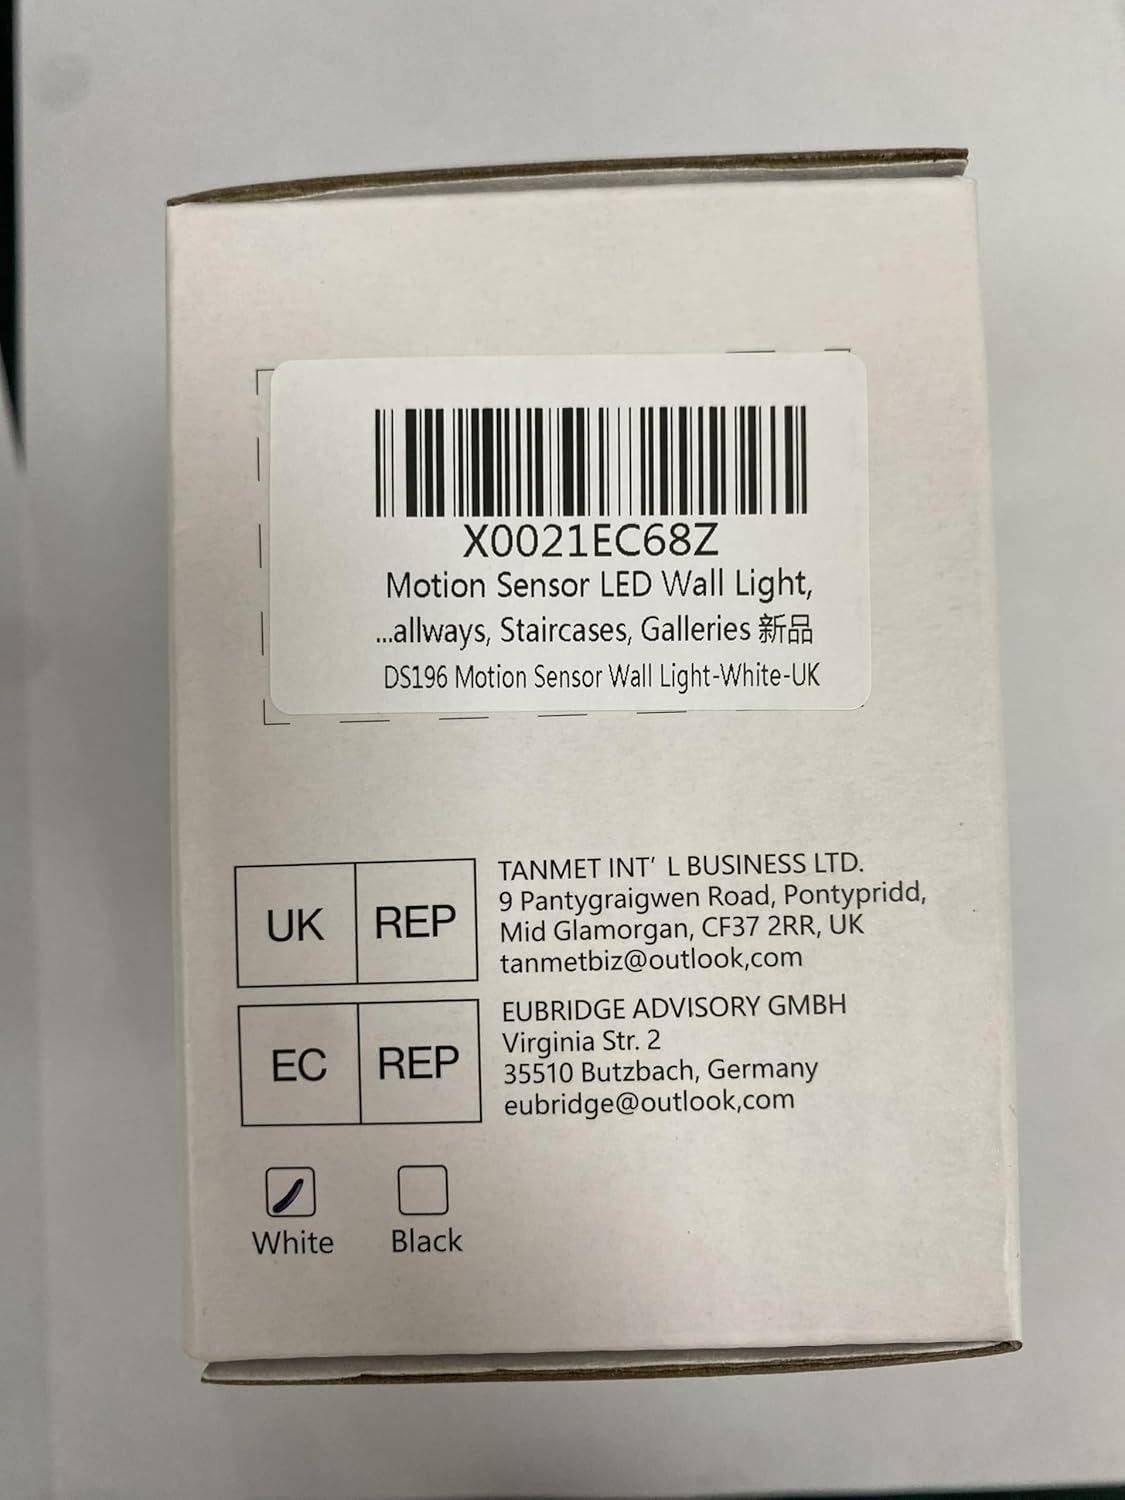 X0021EC68Z
Motion Sensor LED Wall Light,
...allways, Staircases, Galleries 新品
DS196 Motion Sensor Wall Light-White-UK
UK REP
TANMET INT' L BUSINESS LTD.
9 Pantygraigwen Road, Pontypridd,
Mid Glamorgan, CF37 2RR, UK
tanmetbiz@outlook,com
EC REP
EUBRIDGE ADVISORY GMBH
Virginia Str. 2
35510 Butzbach, Germany
eubridge@outlook,com
White Black